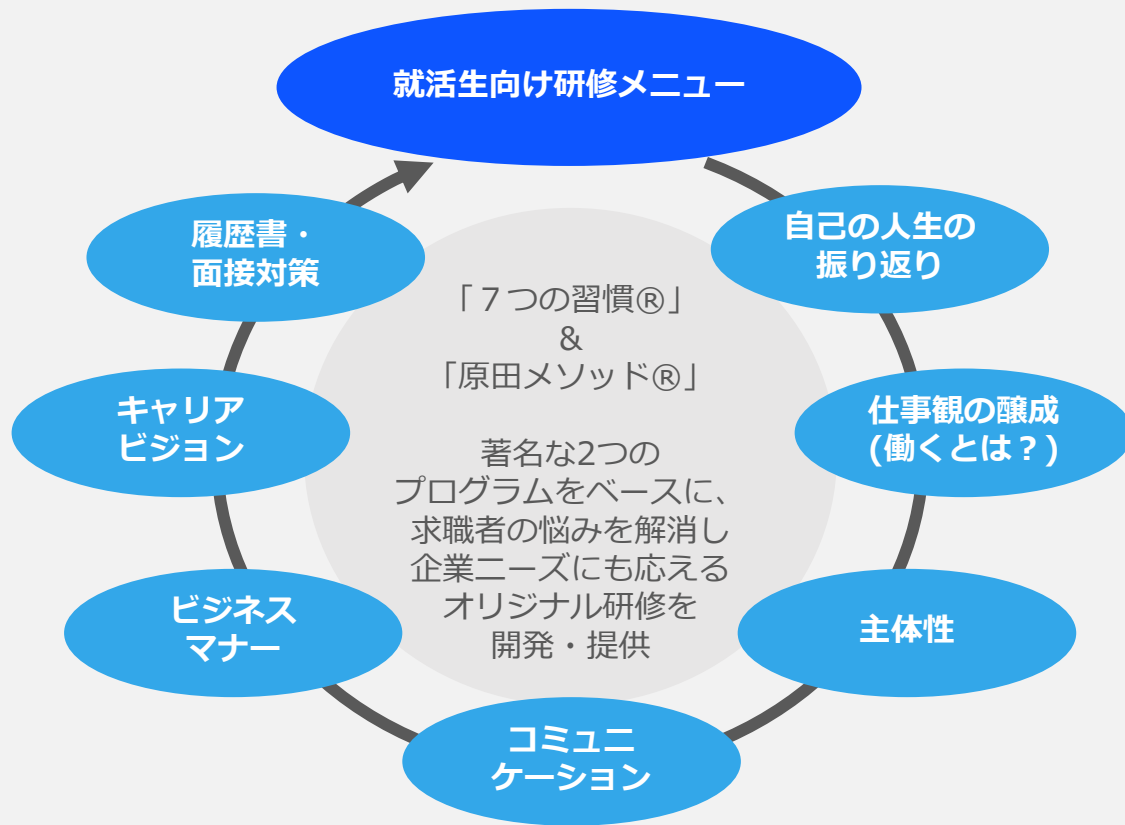 就活生向け研修メニュー
自己の人生の
振り返り
仕事観の醸成
(働くとは？)
主体性
コミュニ
ケーション
ビジネス
マナー
キャリア
ビジョン
履歴書・
面接対策
「７つの習慣®」
&
「原田メソッド®」
著名な2つの
プログラムをベースに、
求職者の悩みを解消し
企業ニーズにも応える
オリジナル研修を
開発・提供